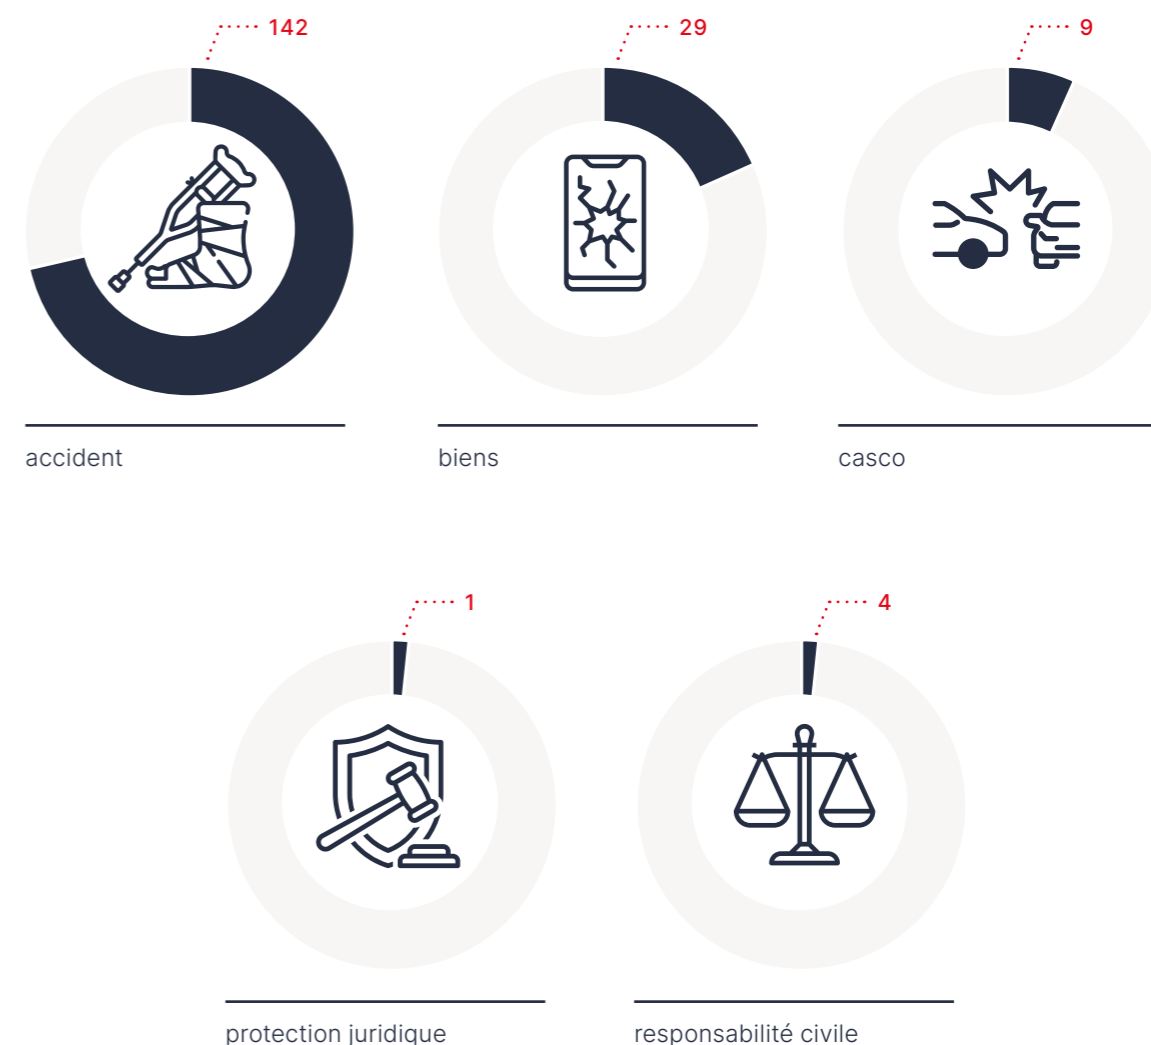 142
29
9
accident
biens
casco
1
4
protection juridique
responsabilité civile